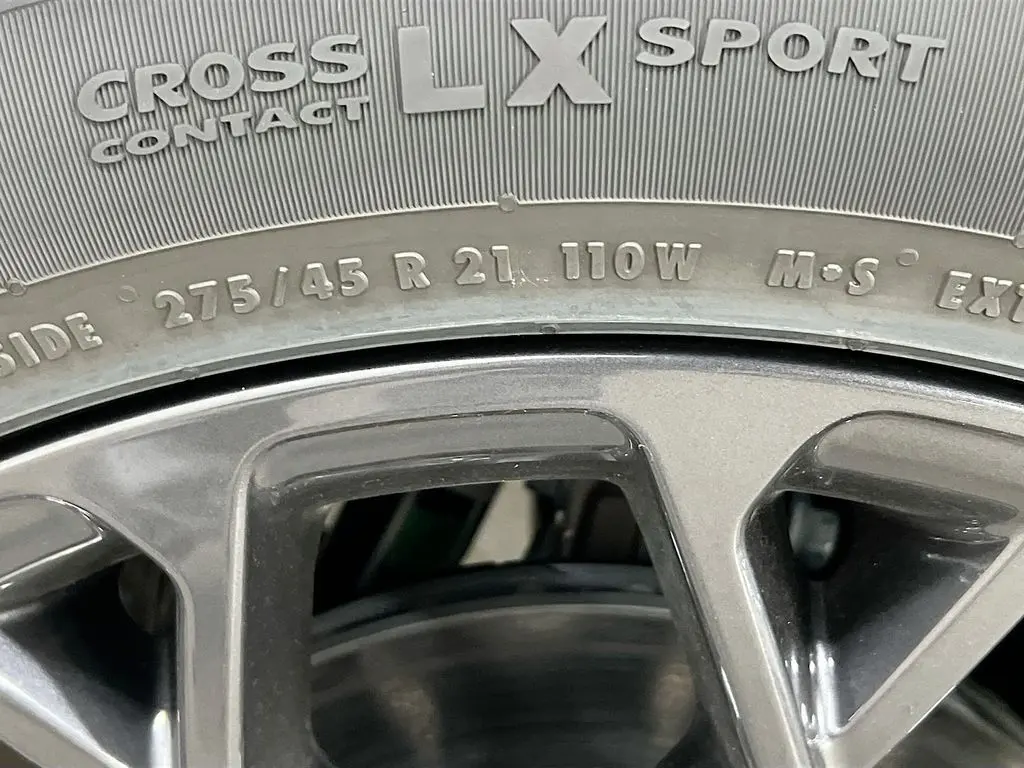 CROSS
CONTACT
LX SPORT
SIDE 275/45 R 21 110W M•S